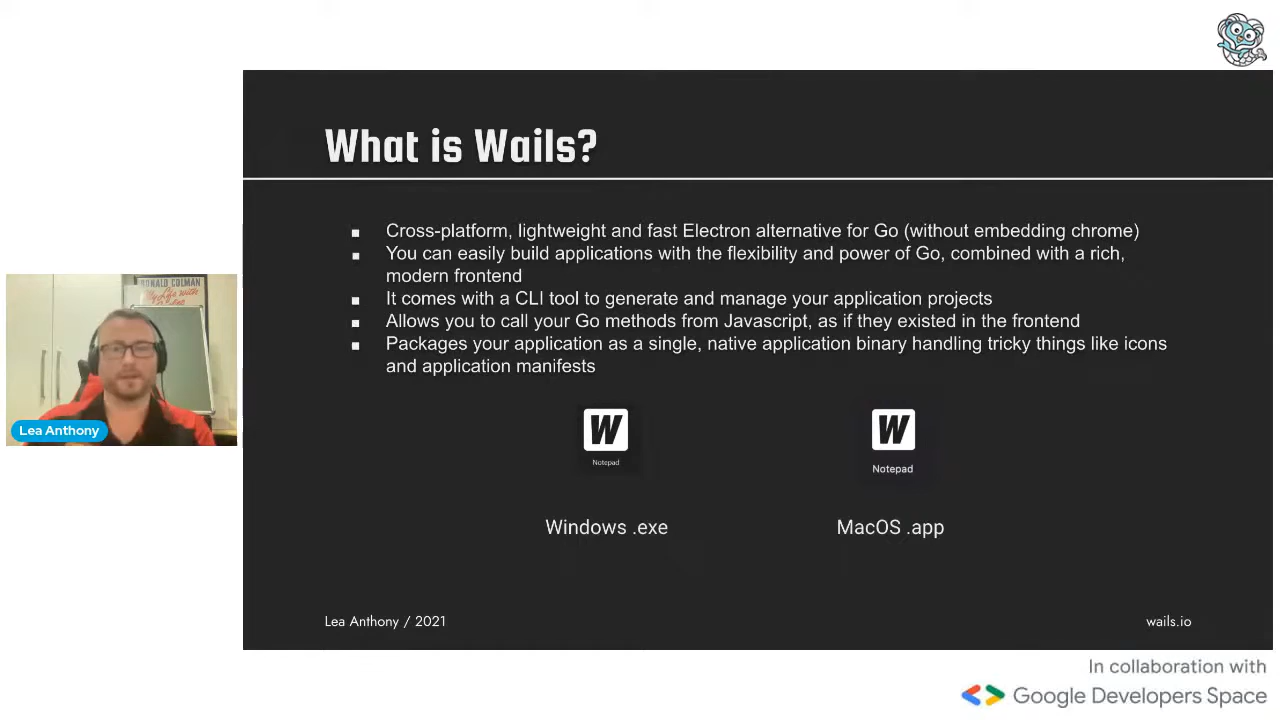 What is Wails?
Cross-platform, lightweight and fast Electron alternative for Go (without embedding chrome)
You can easily build applications with the flexibility and power of Go, combined with a rich,
modern frontend
It comes with a CLI tool to generate and manage your application projects
Allows you to call your Go methods from Javascript, as if they existed in the frontend
Packages your application as a single, native application binary handling tricky things like icons
and application manifests
RONALD COLMAN
My Life with
Lea Anthony
W
Notepad
W
Notepad
Windows .exe
MacOS .app
Lea Anthony / 2021
wails.io
In collaboration with
Google Developers Space